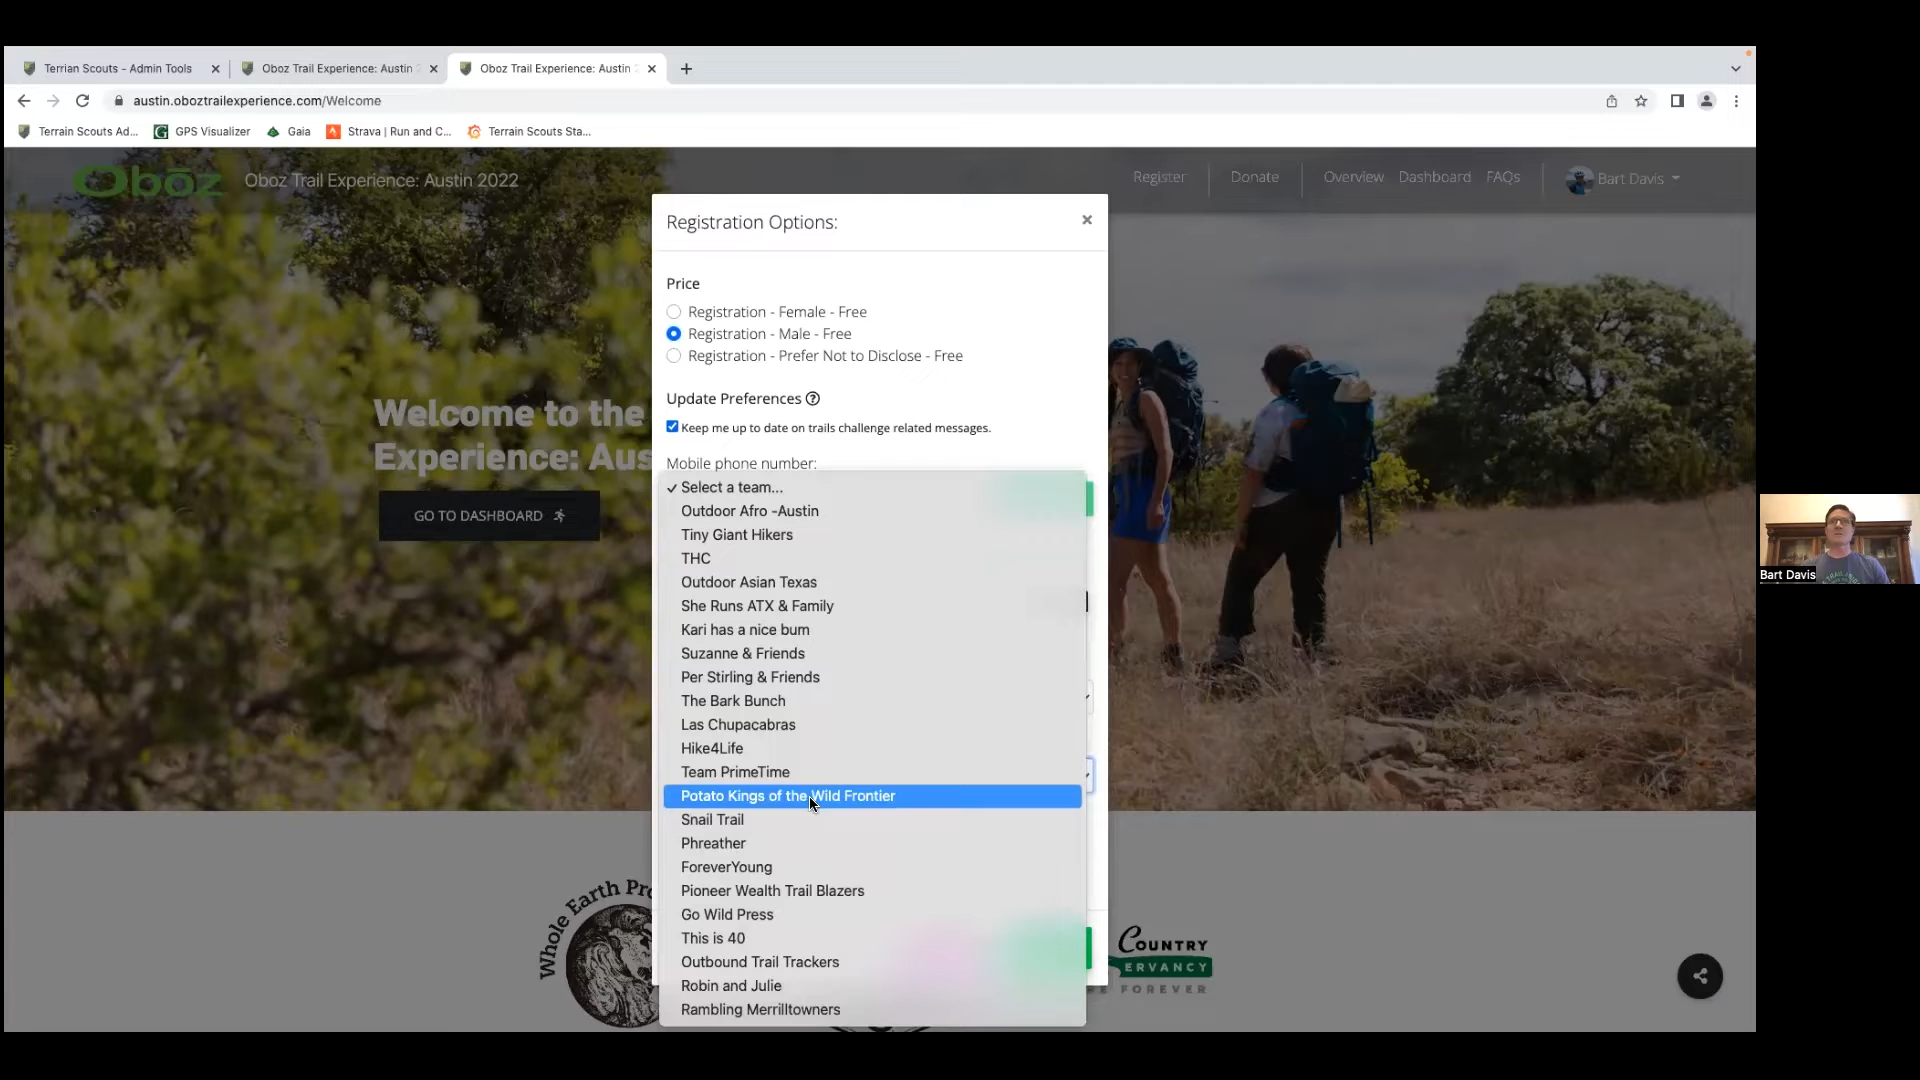 Terrian Scouts - Admin Tools
Oboz Trail Experience: Austin
Oboz Trail Experience: Austin
austin.oboztrailexperience.com/Welcome
Terrain Scouts Ad...
GPS Visualizer
Gaia
Strava | Run and C...
Terrain Scouts Sta...
Oboz
Oboz Trail Experience: Austin 2022
Register
Donate
Overview
Dashboard
FAQs
Bart Davis
Welcome to the
Experience: Aus
GO TO DASHBOARD
Registration Options:
Price
Registration - Female - Free
Registration - Male - Free
Registration - Prefer Not to Disclose - Free
Update Preferences
Keep me up to date on trails challenge related messages.
Mobile phone number:
Select a team...
Outdoor Afro -Austin
Tiny Giant Hikers
THC
Outdoor Asian Texas
She Runs ATX & Family
Kari has a nice bum
Suzanne & Friends
Per Stirling & Friends
The Bark Bunch
Las Chupacabras
Hike4Life
Team PrimeTime
Potato Kings of the Wild Frontier
Snail Trail
Phreather
ForeverYoung
Pioneer Wealth Trail Blazers
Go Wild Press
This is 40
Outbound Trail Trackers
Robin and Julie
Rambling Merrilltowners
Whole Earth Pro
COUNTRY
ERVANCY
FOREVER
Bart Davis